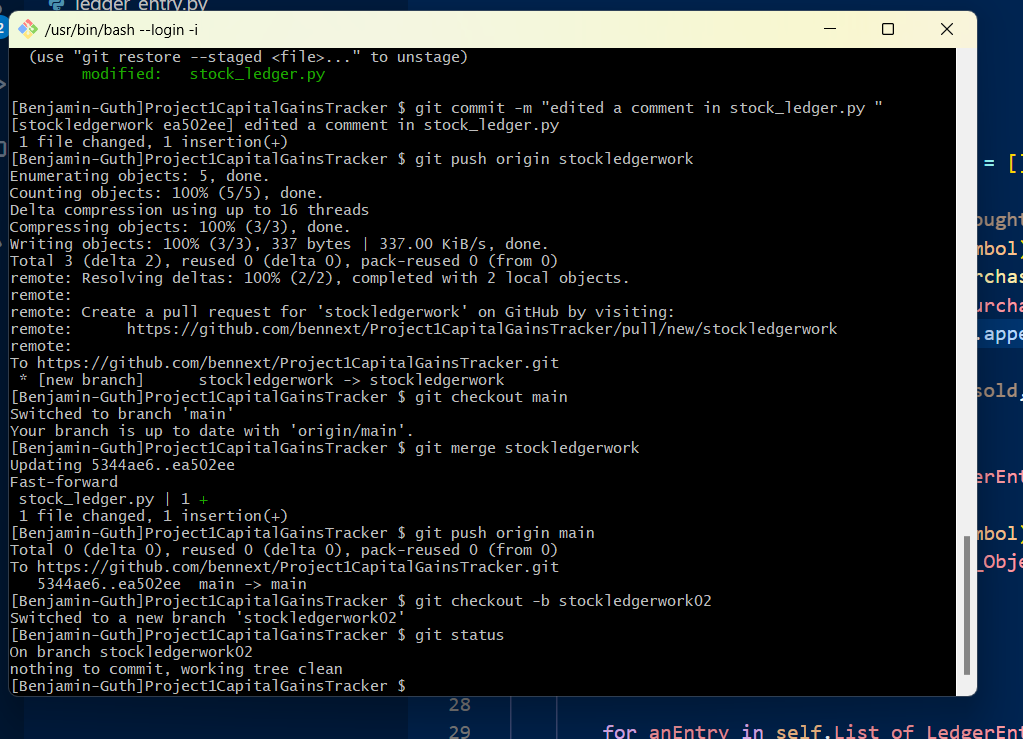 ledger_entry.py
/usr/bin/bash --login -i
(use "git restore --staged <file>..." to unstage)
modified: stock_ledger.py
[Benjamin-Guth]Project1CapitalGainsTracker $ git commit -m "edited a comment in stock_ledger.py "
[stockledgerwork ea502ee] edited a comment in stock_ledger.py
1 file changed, 1 insertion(+)
[Benjamin-Guth]Project1CapitalGainsTracker $ git push origin stockledgerwork
Enumerating objects: 5, done.
Counting objects: 100% (5/5), done.
Delta compression using up to 16 threads
Compressing objects: 100% (3/3), done.
Writing objects: 100% (3/3), 337 bytes | 337.00 KiB/s, done.
Total 3 (delta 2), reused 0 (delta 0), pack-reused 0 (from 0)
remote: Resolving deltas: 100% (2/2), completed with 2 local objects.
remote:
remote: Create a pull request for 'stockledgerwork' on GitHub by visiting:
remote:      https://github.com/bennext/Project1CapitalGainsTracker/pull/new/stockledgerwork
remote:
To https://github.com/bennext/Project1CapitalGainsTracker.git
* [new branch]      stockledgerwork -> stockledgerwork
[Benjamin-Guth]Project1CapitalGainsTracker $ git checkout main
Switched to branch 'main'
Your branch is up to date with 'origin/main'.
[Benjamin-Guth]Project1CapitalGainsTracker $ git merge stockledgerwork
Updating 5344ae6..ea502ee
Fast-forward
stock_ledger.py | 1 +
1 file changed, 1 insertion(+)
[Benjamin-Guth]Project1CapitalGainsTracker $ git push origin main
Total 0 (delta 0), reused 0 (delta 0), pack-reused 0 (from 0)
To https://github.com/bennext/Project1CapitalGainsTracker.git
5344ae6..ea502ee  main -> main
[Benjamin-Guth]Project1CapitalGainsTracker $ git checkout -b stockledgerwork02
Switched to a new branch 'stockledgerwork02'
[Benjamin-Guth]Project1CapitalGainsTracker $ git status
On branch stockledgerwork02
nothing to commit, working tree clean
[Benjamin-Guth]Project1CapitalGainsTracker $
= []
ought
mbol)
rchas
urcha
.appe
sold,
erEnt
mbol)
_Obje
28
29 for anEntry in self.List_of_LedgerEnt